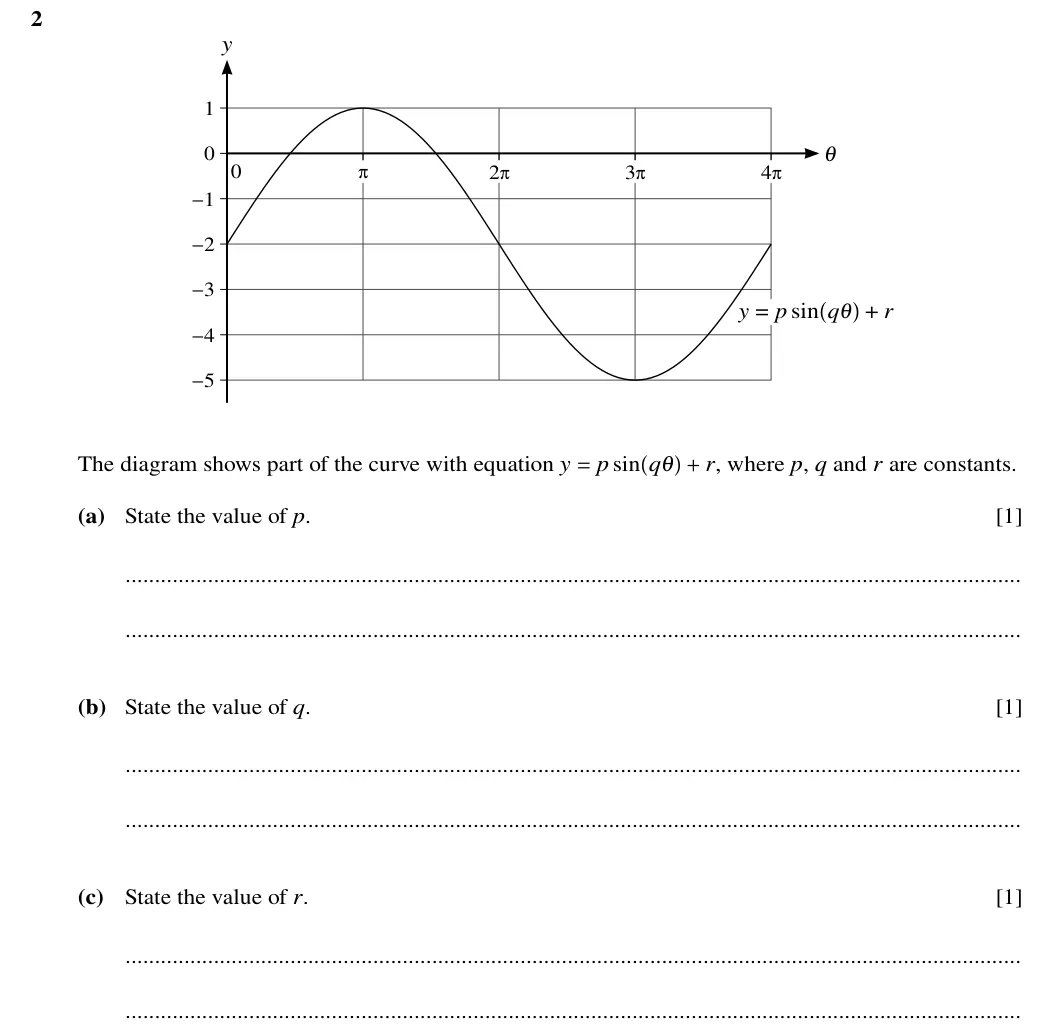 2
y
1
0
0 π 2π 3π 4π θ
−1
−2
−3
y = p sin(qθ) + r
−4
−5
The diagram shows part of the curve with equation y = p sin(qθ) + r, where p, q and r are constants.
(a) State the value of p. [1]
(b) State the value of q. [1]
(c) State the value of r. [1]